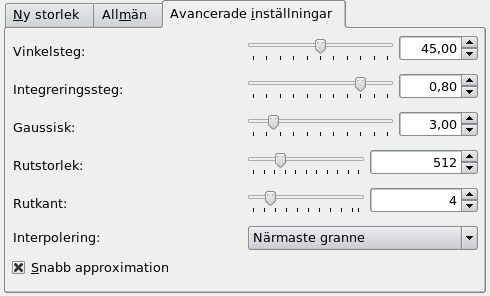 Ny storlek Allmän Avancerade inställningar
Vinkelsteg: 45,00
Integreringssteg: 0,80
Gaussisk: 3,00
Rutstorlek: 512
Rutkant: 4
Interpolering: Närmaste granne
Snabb approximation